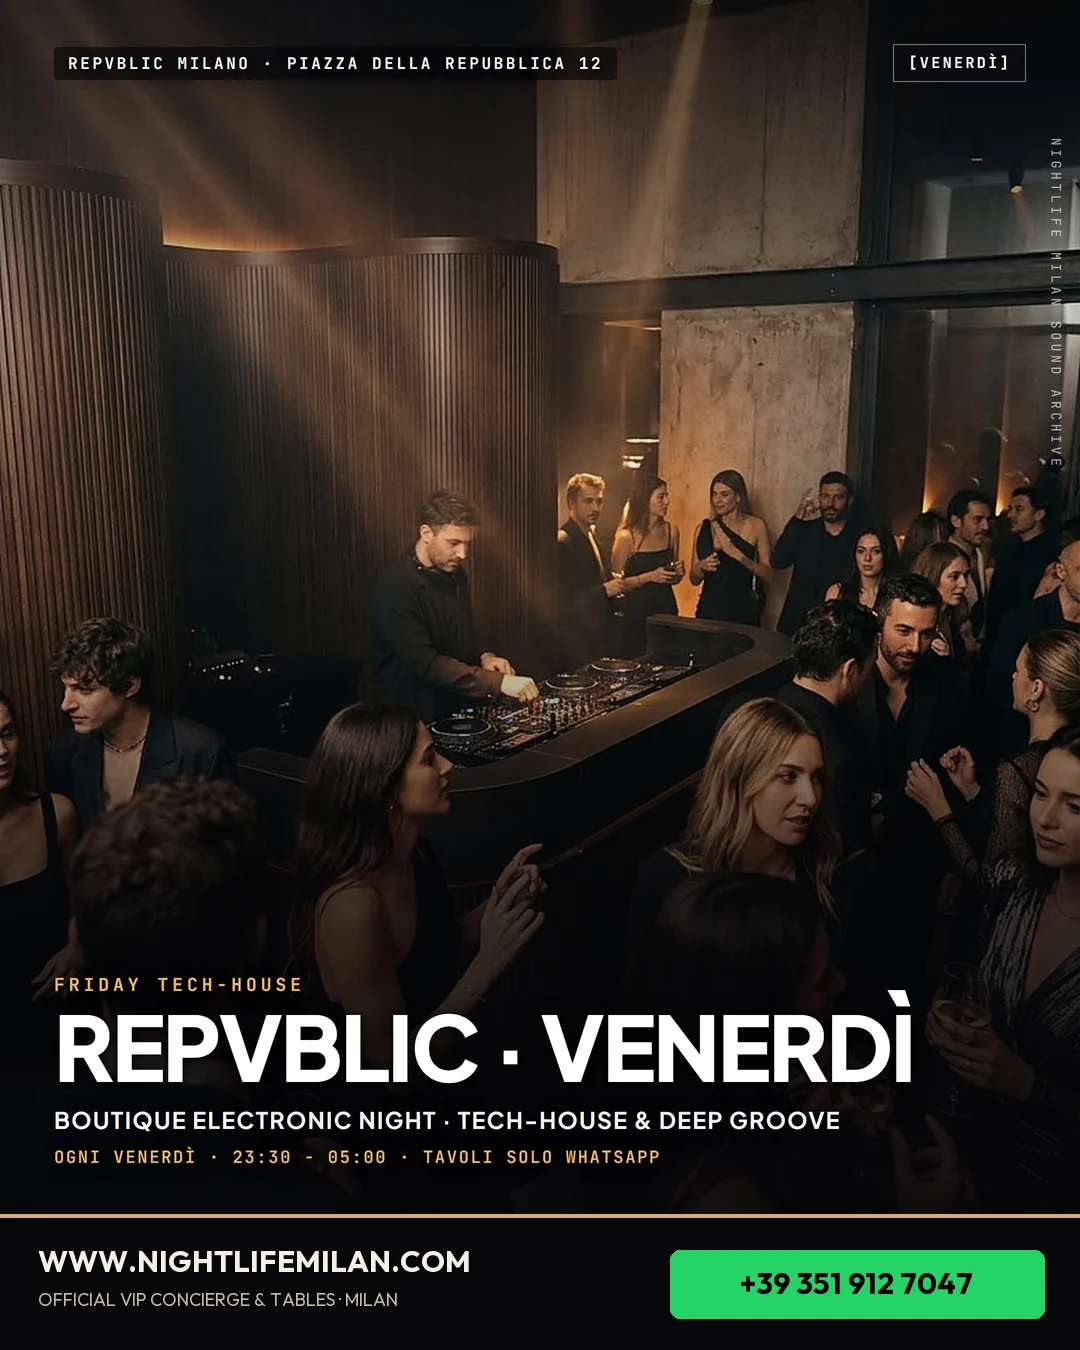 REPVBLIC MILANO · PIAZZA DELLA REPUBBLICA 12
[VENERDÌ]
NIGHTLIFE MILAN SOUND ARCHIVE
FRIDAY TECH-HOUSE
REPVBLIC · VENERDÌ
BOUTIQUE ELECTRONIC NIGHT · TECH-HOUSE & DEEP GROOVE
OGNI VENERDÌ · 23:30 - 05:00 · TAVOLI SOLO WHATSAPP
WWW.NIGHTLIFEMILAN.COM
OFFICIAL VIP CONCIERGE & TABLES · MILAN
+39 351 912 7047